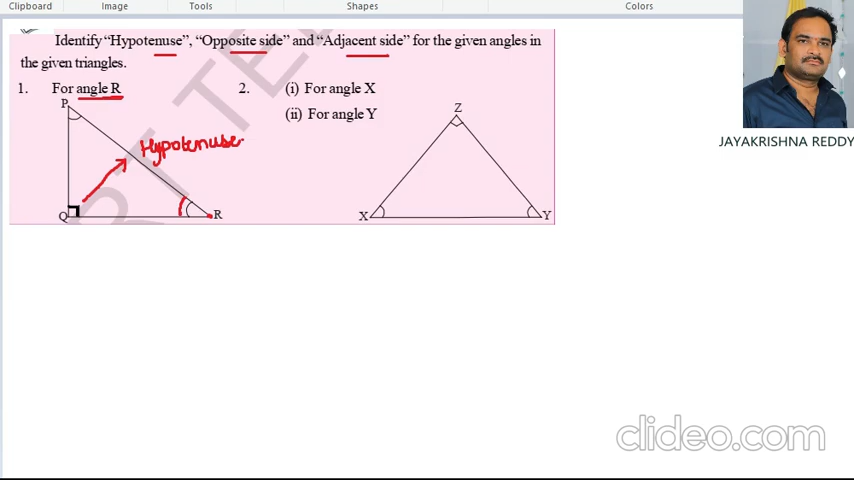 Clipboard Image Tools Shapes Colors
Identify “Hypotenuse”, “Opposite side” and “Adjacent side” for the given angles in
the given triangles.
1. For angle R 2. (i) For angle X
(ii) For angle Y
P
Hypotenuse
Q
R
Z
X
Y
JAYAKRISHNA REDDY
clideo.com